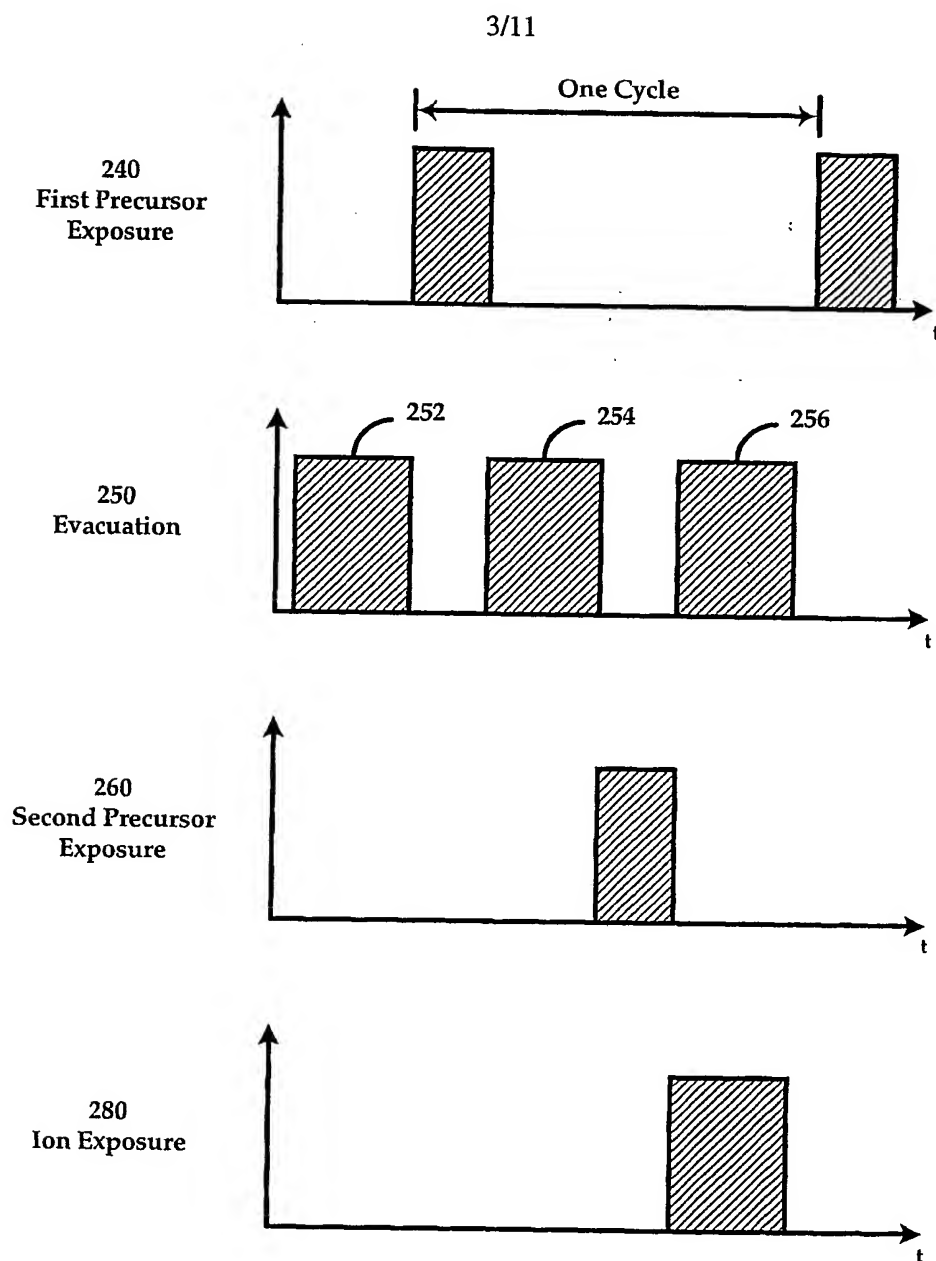 3/11
One Cycle
240
First Precursor
Exposure
t
252
254
256
250
Evacuation
t
260
Second Precursor
Exposure
t
280
Ion Exposure
t